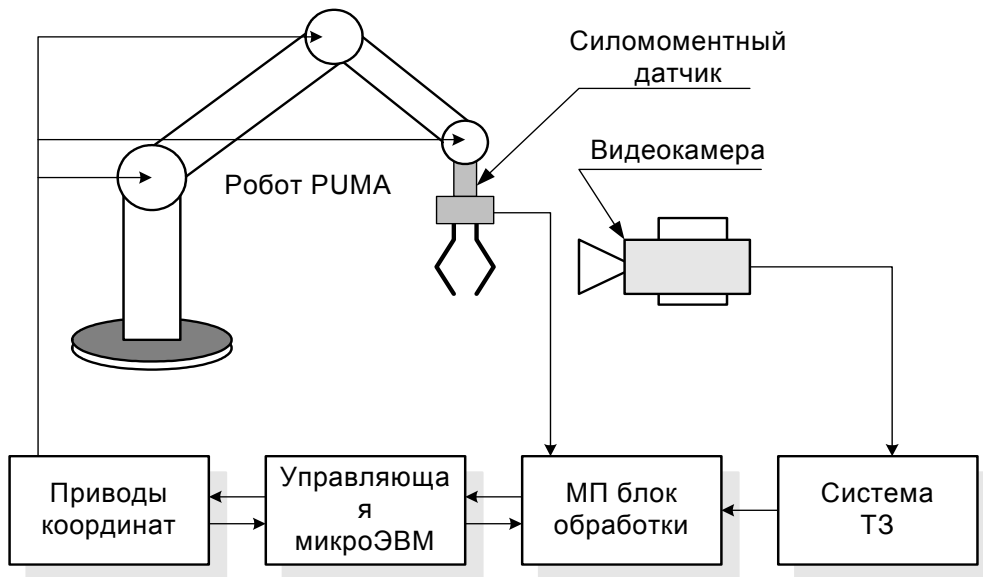 Силомоментный
датчик
Видеокамера
Робот PUMA
Приводы
координат
Управляюща
я
микроЭВМ
МП блок
обработки
Система
ТЗ